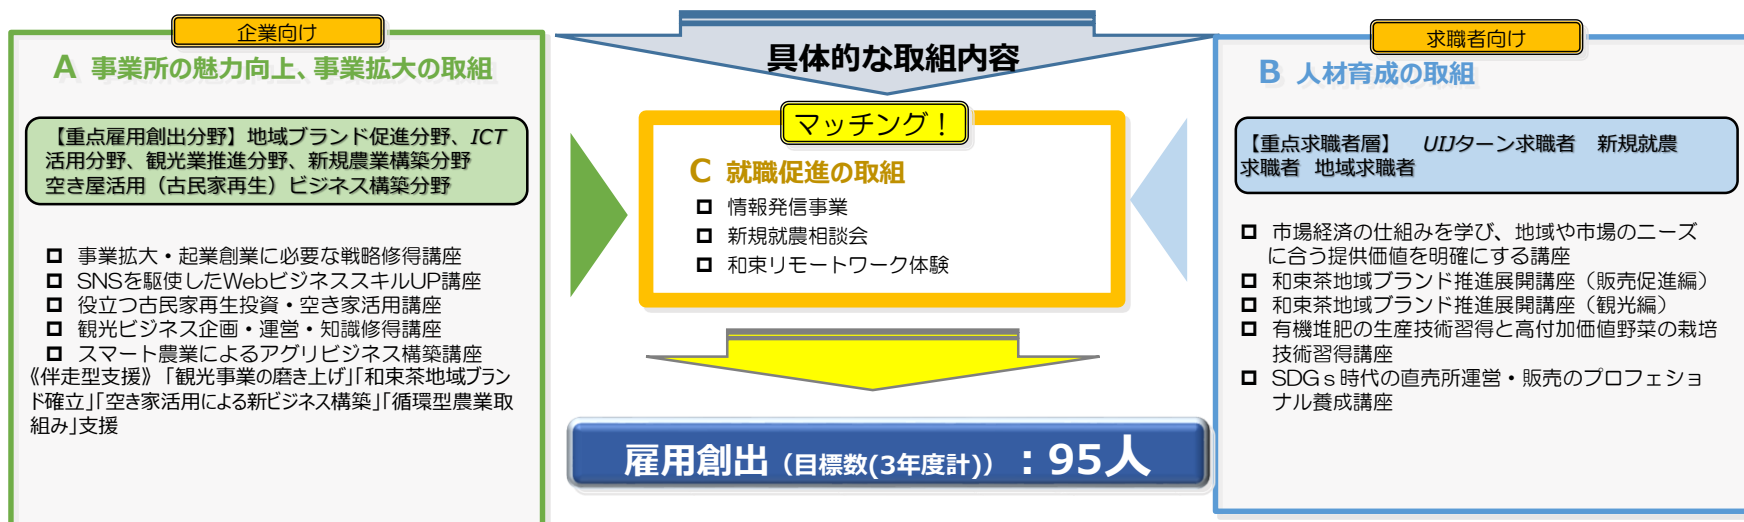 企業向け
A 事業所の魅力向上、事業拡大の取組
【重点雇用創出分野】地域ブランド促進分野、ICT
活用分野、観光業推進分野、新規農業構築分野
空き屋活用（古民家再生）ビジネス構築分野
事業拡大・起業創業に必要な戦略修得講座
SNSを駆使したWebビジネススキルUP講座
役立つ古民家再生投資・空き家活用講座
観光ビジネス企画・運営・知識修得講座
スマート農業によるアグリビジネス構築講座
《伴走型支援》「観光事業の磨き上げ」「和束茶地域ブラン
ド確立」「空き家活用による新ビジネス構築」「循環型農業取
組み」支援
具体的な取組内容
マッチング！
C 就職促進の取組
情報発信事業
新規就農相談会
和束リモートワーク体験
雇用創出（目標数(3年度計)）：95人
求職者向け
B 人材育成の取組
【重点求職者層】 UIJターン求職者 新規就農
求職者 地域求職者
市場経済の仕組みを学び、地域や市場のニーズ
に合う提供価値を明確にする講座
和束茶地域ブランド推進展開講座（販売促進編）
和束茶地域ブランド推進展開講座（観光編）
有機堆肥の生産技術習得と高付加価値野菜の栽培
技術習得講座
SDGｓ時代の直売所運営・販売のプロフェショ
ナル養成講座